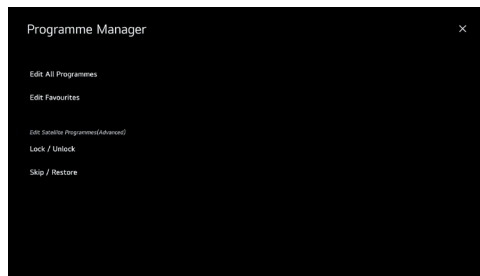 Programme Manager
Edit All Programmes
Edit Favourites
Edit Satellite Programmes(Advanced)
Lock / Unlock
Skip / Restore